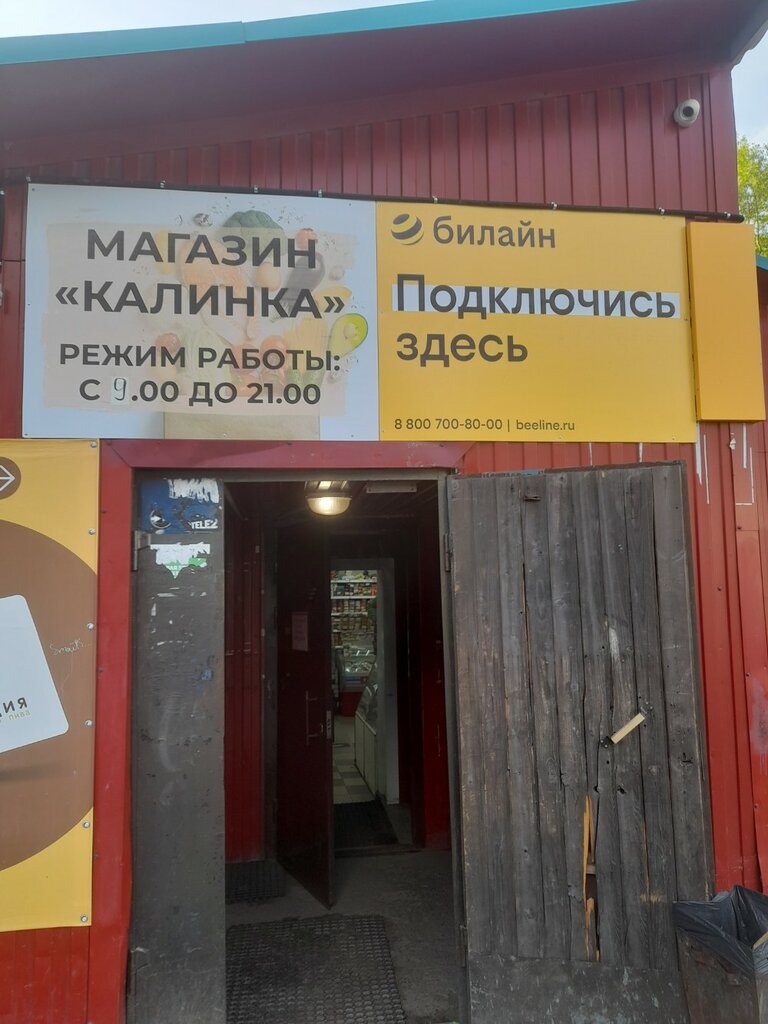 МАГАЗИН
«КАЛИНКА»
РЕЖИМ РАБОТЫ:
С 9.00 ДО 21.00
билайн
Подключись
здесь
8 800 700-80-00 | beeline.ru
TELE2